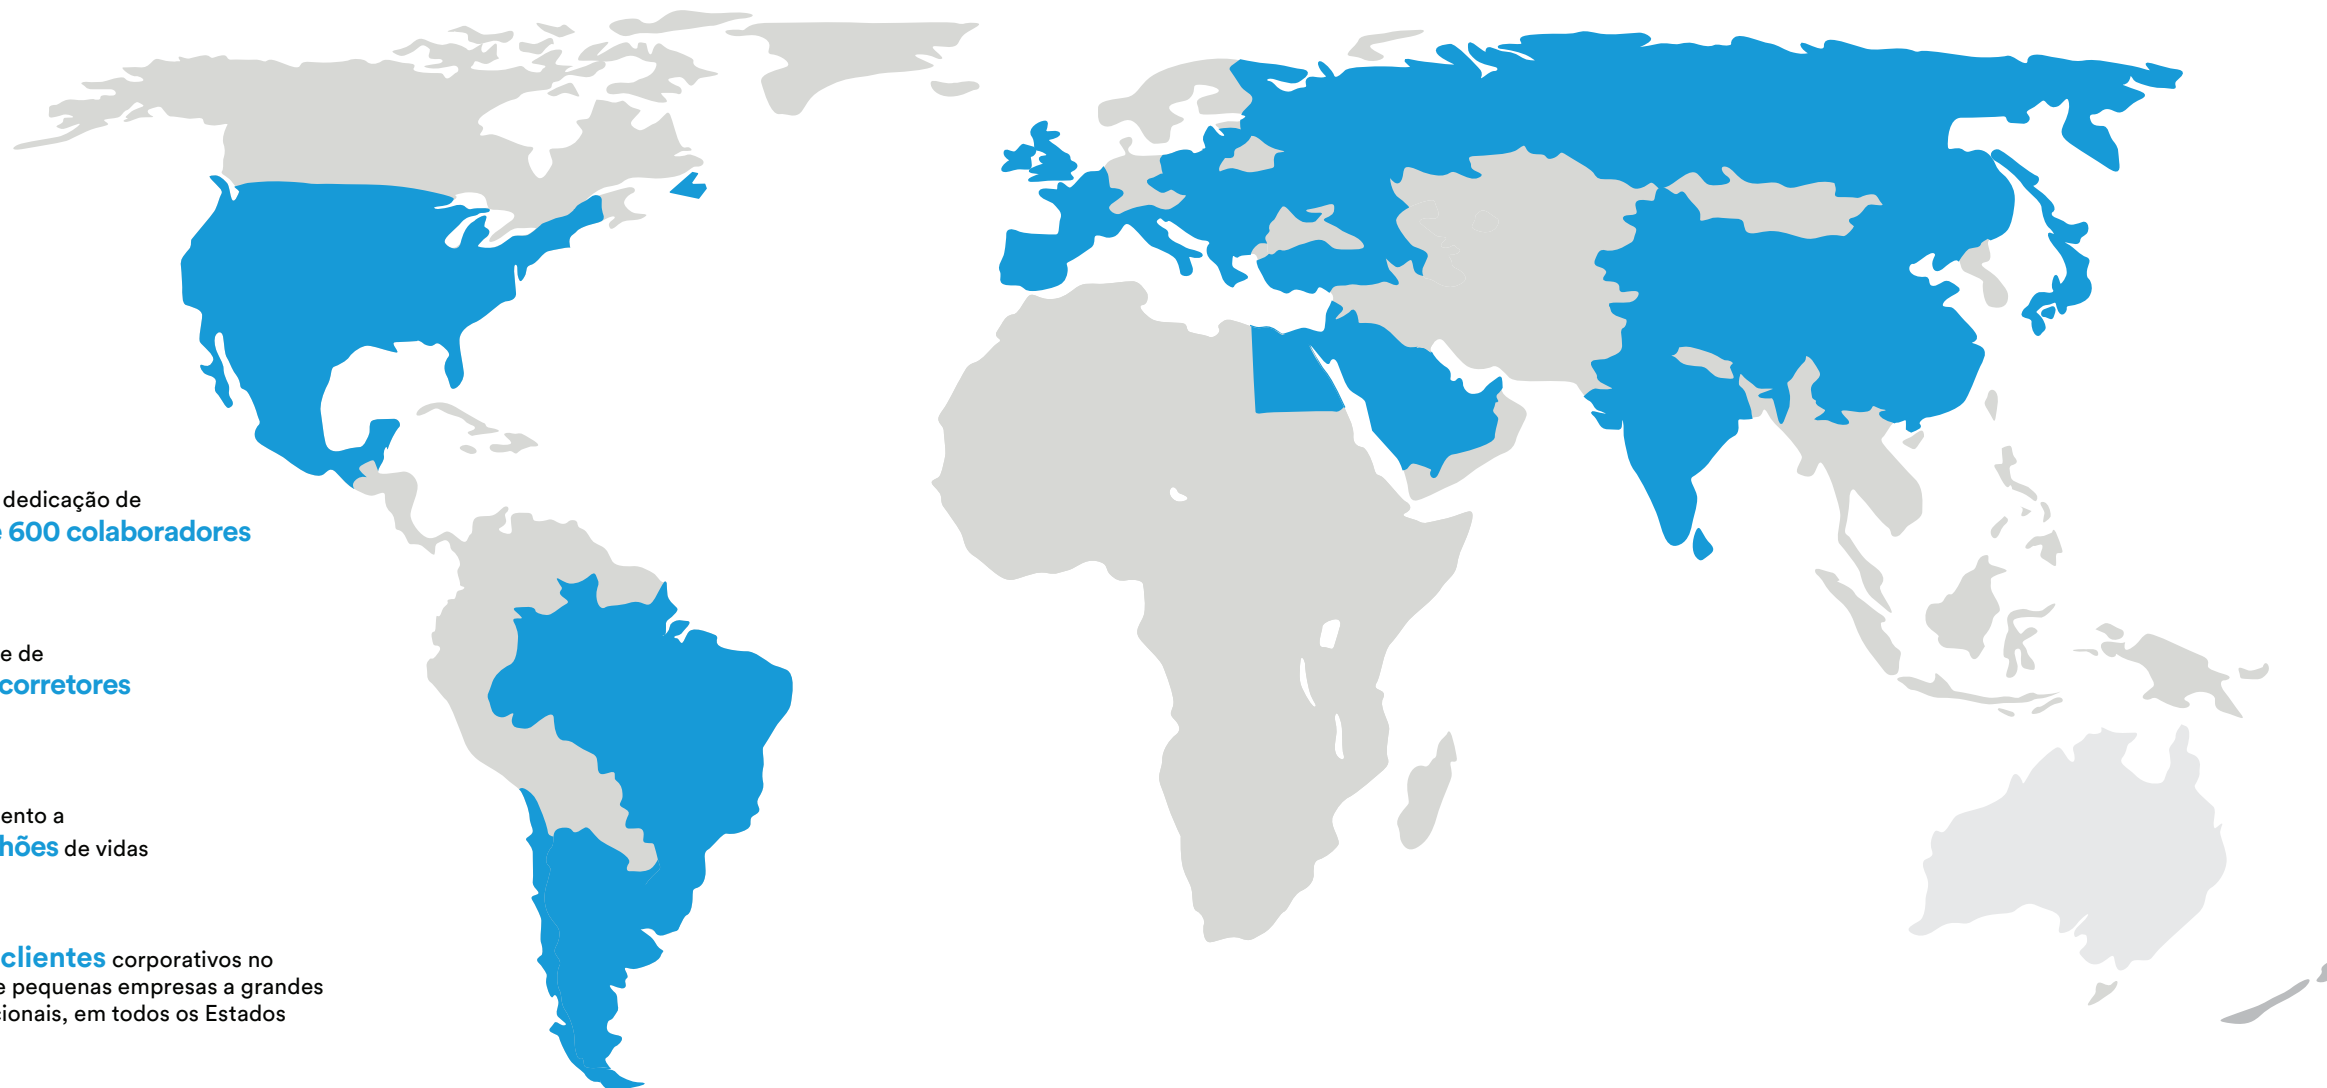 dedicação de
600 colaboradores
e de
corretores
ento a
hões de vidas
clientes corporativos no
e pequenas empresas a grandes
cionais, em todos os Estados